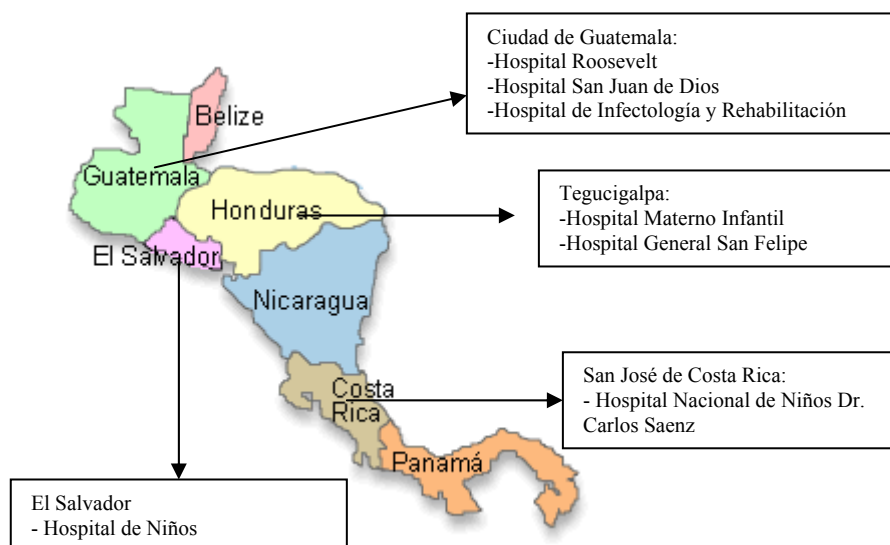 Ciudad de Guatemala:
-Hospital Roosevelt
-Hospital San Juan de Dios
-Hospital de Infectología y Rehabilitación
Belize
Guatemala
Honduras
Tegucigalpa:
-Hospital Materno Infantil
-Hospital General San Felipe
El Salvador
Nicaragua
San José de Costa Rica:
- Hospital Nacional de Niños Dr.
Carlos Saenz
Costa
Rica
Panamá
El Salvador
- Hospital de Niños